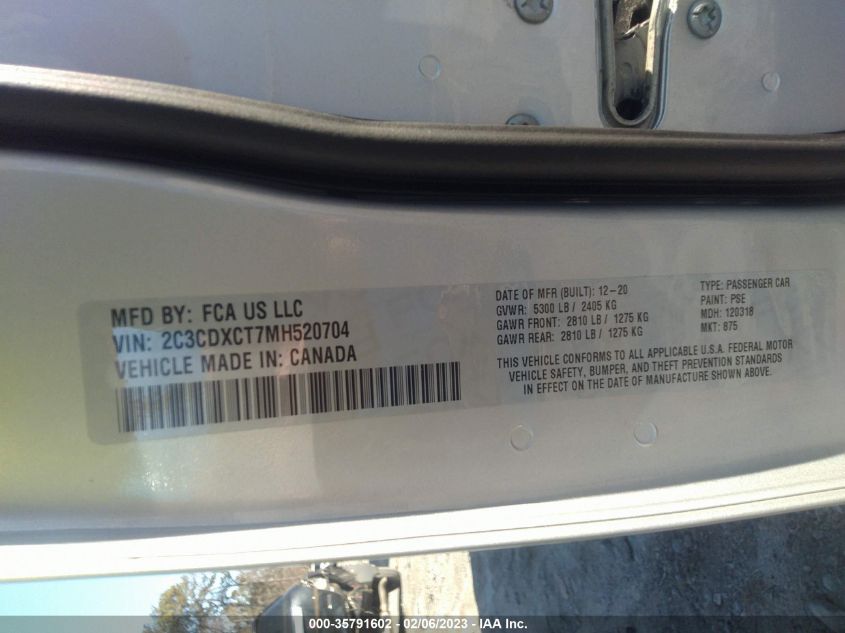 MFD BY: FCA US LLC
VIN: 2C3CDXCT7MH520704
VEHICLE MADE IN: CANADA
DATE OF MFR (BUILT): 12-20
GVWR: 5300 LB / 2405 KG
GAWR FRONT: 2810 LB / 1275 KG
GAWR REAR: 2810 LB / 1275 KG
TYPE: PASSENGER CAR
PAINT: PSE
MDH: 120318
MKT: 875
THIS VEHICLE CONFORMS TO ALL APPLICABLE U.S.A. FEDERAL MOTOR
VEHICLE SAFETY, BUMPER, AND THEFT PREVENTION STANDARDS
IN EFFECT ON THE DATE OF MANUFACTURE SHOWN ABOVE.
000-35791602 - 02/06/2023 - IAA Inc.